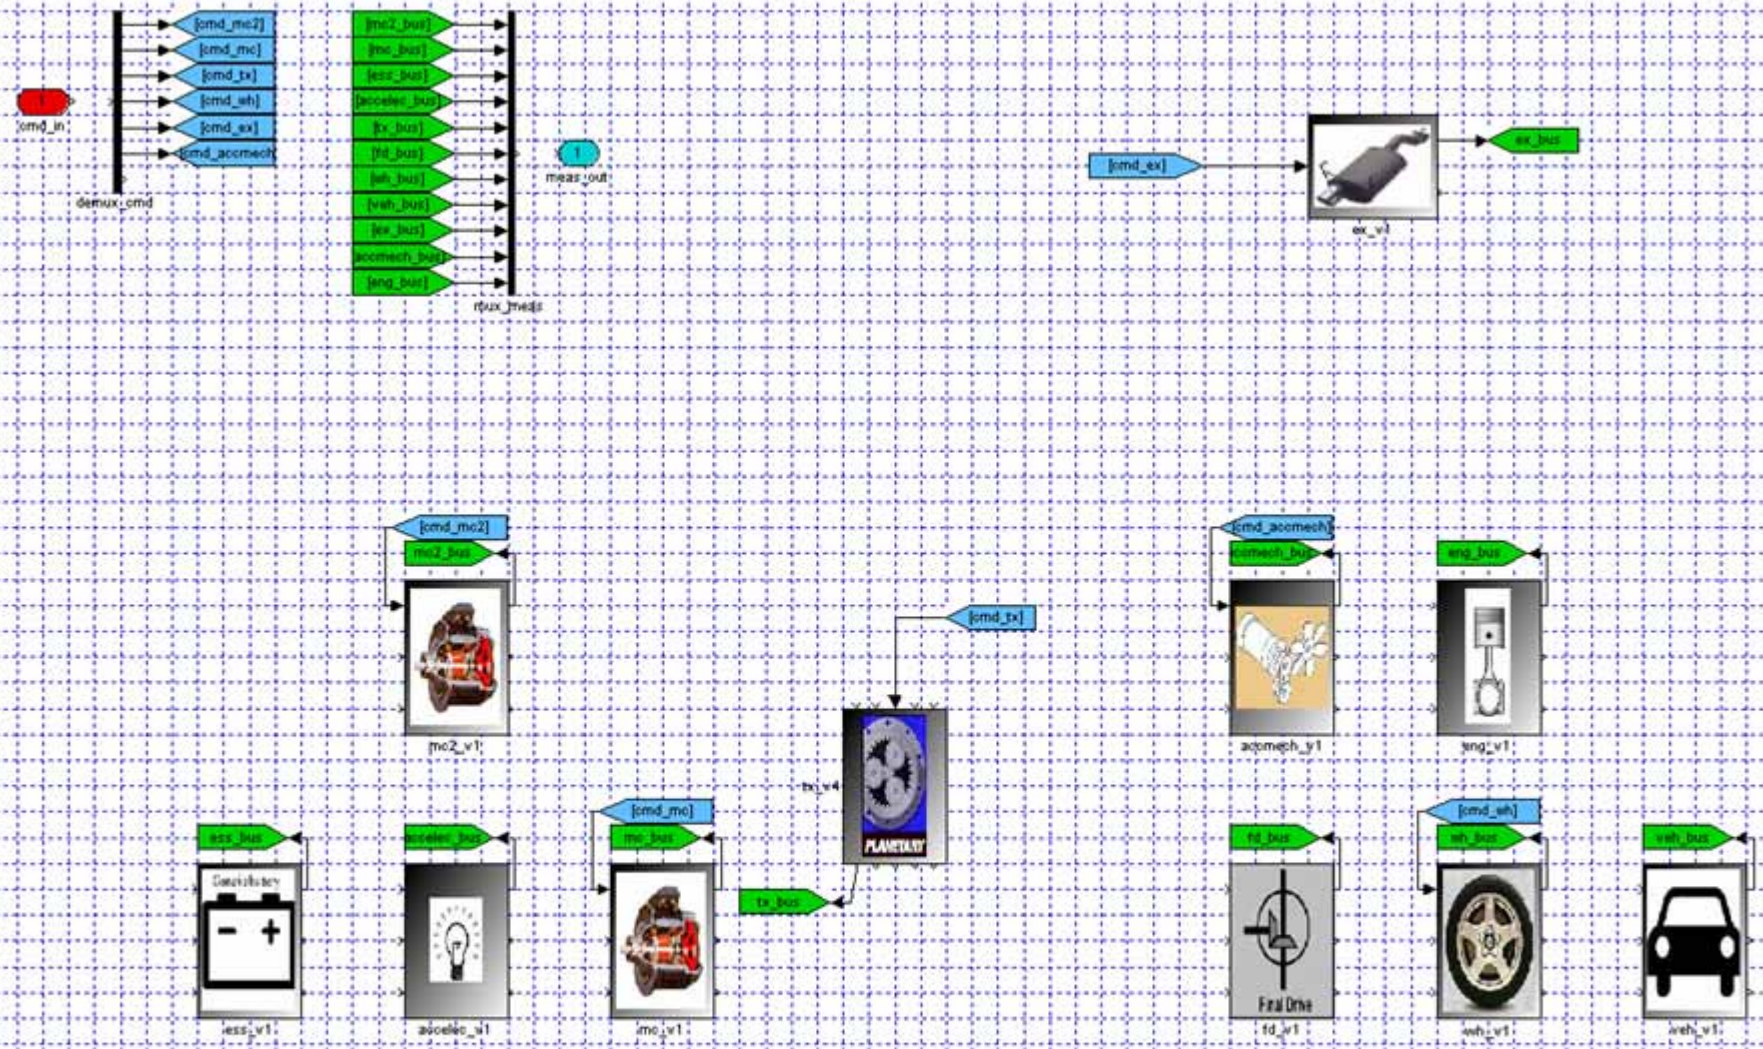 [cmd_mc2]
[cmd_mc]
[cmd_tx]
[cmd_wh]
[cmd_ex]
[cmd_accmech]
1
cmd_in
demux_cmd
[mc2_bus]
[mc_bus]
[ess_bus]
[accelec_bus]
[tx_bus]
[fd_bus]
[wh_bus]
[veh_bus]
[ex_bus]
[accmech_bus]
[eng_bus]
mux_meas
1
meas_out
[cmd_ex]
ex_bus
ex_v1
[cmd_mc2]
mc2_bus
mc2_v1
[cmd_tx]
tx_v4
PLANETARY
tx_bus
[cmd_accmech]
ccmech_bus
accmech_v1
eng_bus
eng_v1
ess_bus
ess_v1
accelec_bus
accelec_v1
[cmd_mc]
mc_bus
mc_v1
fd_bus
Final Drive
fd_v1
[cmd_wh]
wh_bus
wh_v1
veh_bus
veh_v1